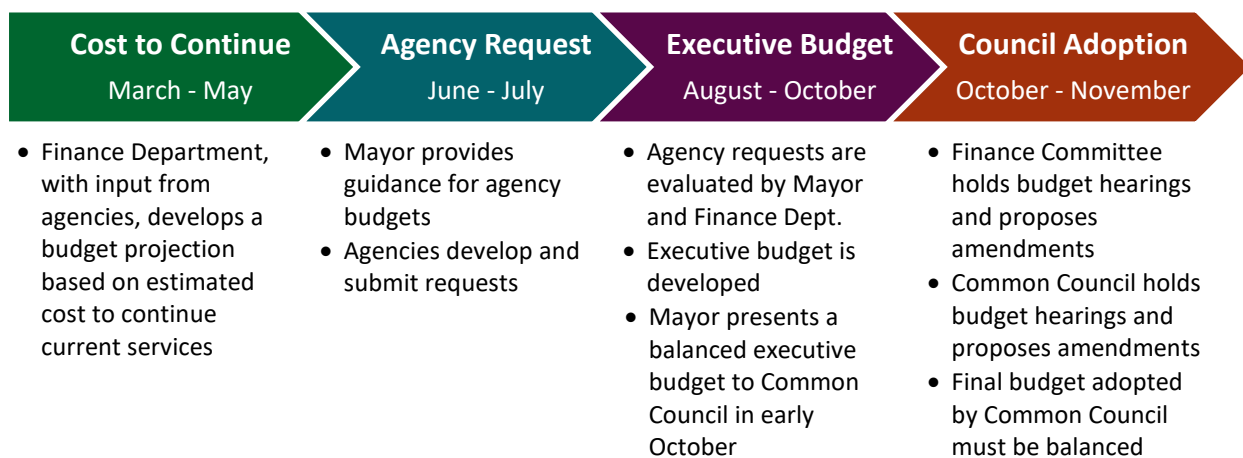 Cost to Continue
March - May
• Finance Department,
with input from
agencies, develops a
budget projection
based on estimated
cost to continue
current services
Agency Request
June - July
• Mayor provides
guidance for agency
budgets
• Agencies develop and
submit requests
Executive Budget
August - October
• Agency requests are
evaluated by Mayor
and Finance Dept.
• Executive budget is
developed
• Mayor presents a
balanced executive
budget to Common
Council in early
October
Council Adoption
October - November
• Finance Committee
holds budget hearings
and proposes
amendments
• Common Council holds
budget hearings and
proposes amendments
• Final budget adopted
by Common Council
must be balanced